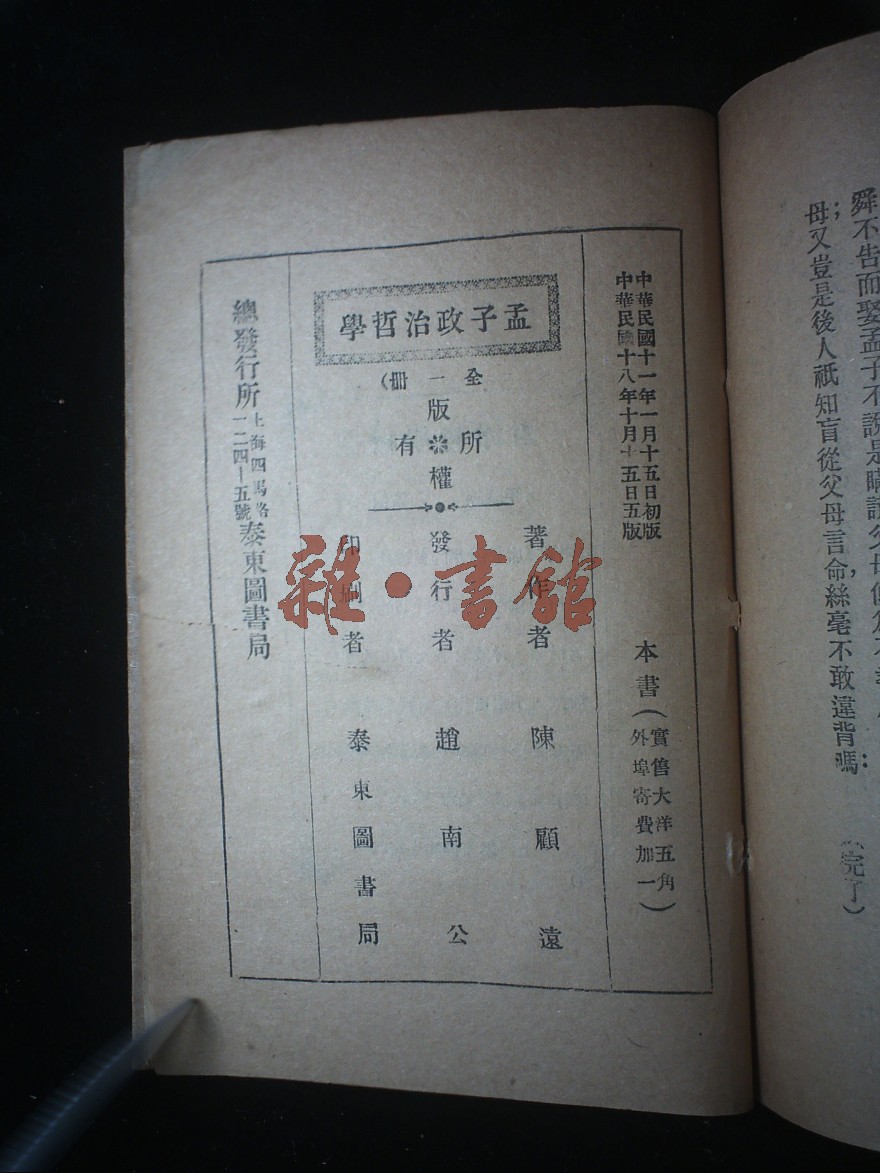 舜不告而娶孟子不說是
母又豈是後人祇知盲從父母言命,絲毫不敢違背嗎:
完了)
中華民國十一年一月十五日初版
中華民國十八年十月十五日五版
本書(實售大洋五角
外埠寄費加一)
孟子政治哲學
全一冊)
版權所有
著作者 陳顧遠
發行者 趙南公
印刷者 泰東圖書局
總發行所 上海四馬路一二四—五號 泰東圖書局
雜·書館